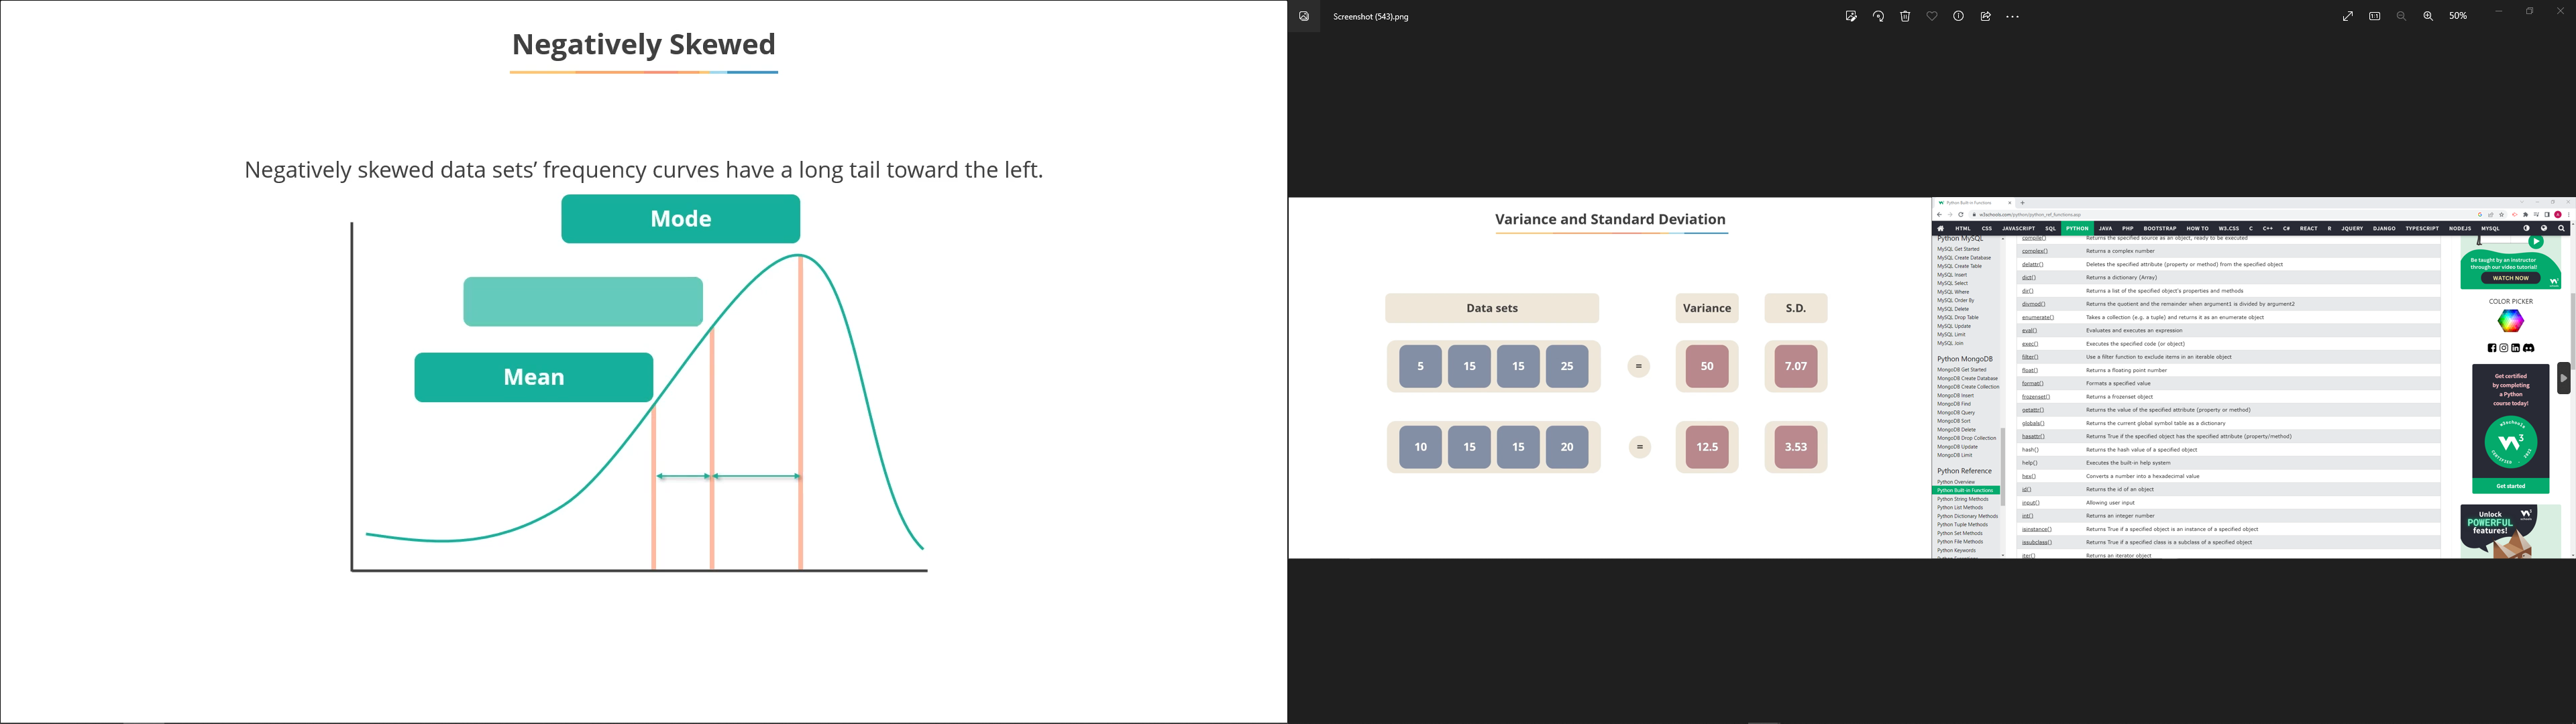 Negatively Skewed
Negatively skewed data sets' frequency curves have a long tail toward the left.
Mode
Mean
Screenshot (543).png
50%
Variance and Standard Deviation
Data sets
Variance
S.D.
5 15 15 25 = 50 7.07
10 15 15 20 = 12.5 3.53
Python Built-in Functions
w3schools.com/python/python_ref_functions.asp
HTML CSS JAVASCRIPT SQL PYTHON JAVA PHP BOOTSTRAP HOW TO W3.CSS C C++ C# REACT R JQUERY DJANGO TYPESCRIPT NODEJS MYSQL
Python MySQL
MySQL Get Started
MySQL Create Database
MySQL Create Table
MySQL Insert
MySQL Select
MySQL Where
MySQL Order By
MySQL Delete
MySQL Drop Table
MySQL Update
MySQL Limit
MySQL Join
Python MongoDB
MongoDB Get Started
MongoDB Create Database
MongoDB Create Collection
MongoDB Insert
MongoDB Find
MongoDB Query
MongoDB Sort
MongoDB Delete
MongoDB Drop Collection
MongoDB Update
MongoDB Limit
Python Reference
Python Overview
Python Built-in Functions
Python String Methods
Python List Methods
Python Dictionary Methods
Python Tuple Methods
Python Set Methods
Python File Methods
Python Keywords
compile() Returns the specified source as an object, ready to be executed
complex() Returns a complex number
delattr() Deletes the specified attribute (property or method) from the specified object
dict() Returns a dictionary (Array)
dir() Returns a list of the specified object's properties and methods
divmod() Returns the quotient and the remainder when argument1 is divided by argument2
enumerate() Takes a collection (e.g. a tuple) and returns it as an enumerate object
eval() Evaluates and executes an expression
exec() Executes the specified code (or object)
filter() Use a filter function to exclude items in an iterable object
float() Returns a floating point number
format() Formats a specified value
frozenset() Returns a frozenset object
getattr() Returns the value of the specified attribute (property or method)
globals() Returns the current global symbol table as a dictionary
hasattr() Returns True if the specified object has the specified attribute (property/method)
hash() Returns the hash value of a specified object
help() Executes the built-in help system
hex() Converts a number into a hexadecimal value
id() Returns the id of an object
input() Allowing user input
int() Returns an integer number
isinstance() Returns True if a specified object is an instance of a specified object
issubclass() Returns True if a specified class is a subclass of a specified object
iter() Returns an iterator object
Be taught by an instructor
through our video tutorial!
WATCH NOW
COLOR PICKER
Get certified
by completing
a Python
course today!
w3schools
W3
CERTIFIED
Get started
Unlock
POWERFUL
features!